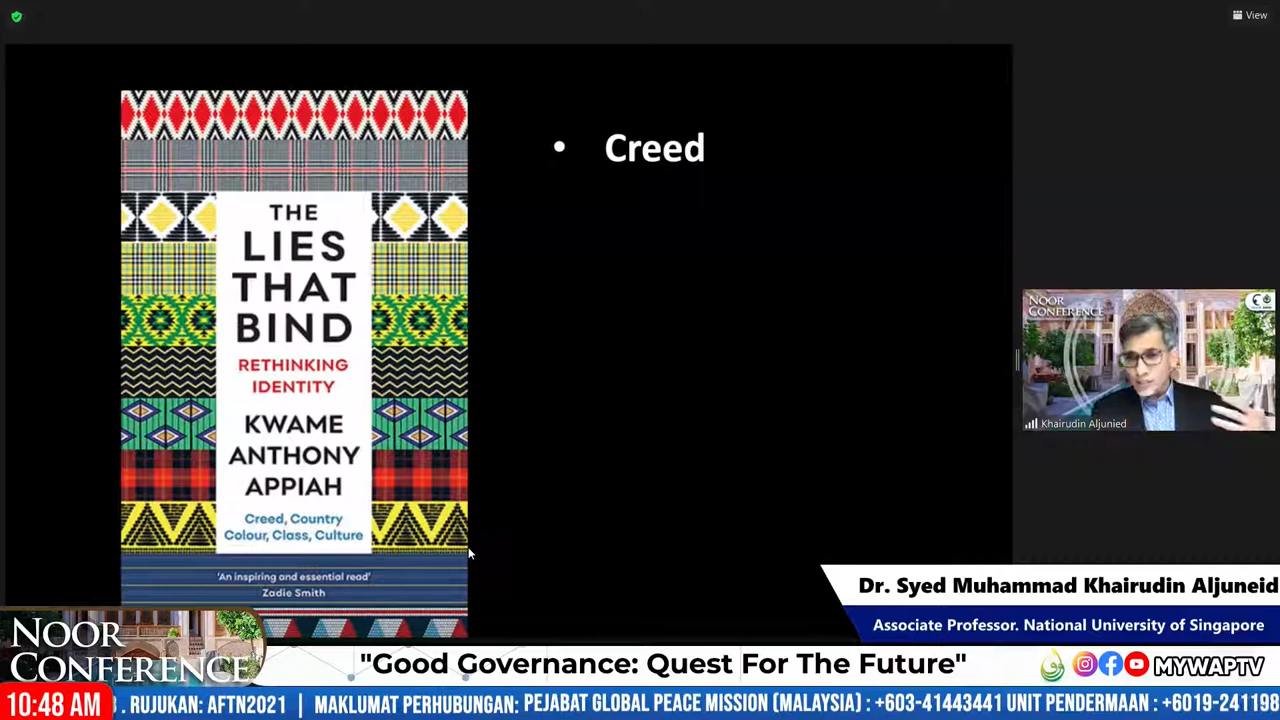 View
THE
LIES
THAT
BIND
RETHINKING
IDENTITY
KWAME
ANTHONY
APPIAH
Creed, Country
Colour, Class, Culture
'An inspiring and essential read'
Zadie Smith
• Creed
NOOR
CONFERENCE
Khairudin Aljunied
Dr. Syed Muhammad Khairudin Aljuneid
Associate Professor. National University of Singapore
NOOR
CONFERENCE
"Good Governance: Quest For The Future"
MYWAPTV
10:48 AM
. RUJUKAN: AFTN2021 | MAKLUMAT PERHUBUNGAN: PEJABAT GLOBAL PEACE MISSION (MALAYSIA) : +603-41443441 UNIT PENDERMAAN : +6019-241198